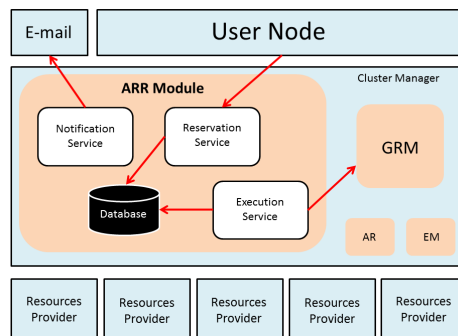 E-mail
User Node
Cluster Manager
ARR Module
Notification
Service
Reservation
Service
GRM
Database
Execution
Service
AR
EM
Resources
Provider
Resources
Provider
Resources
Provider
Resources
Provider
Resources
Provider